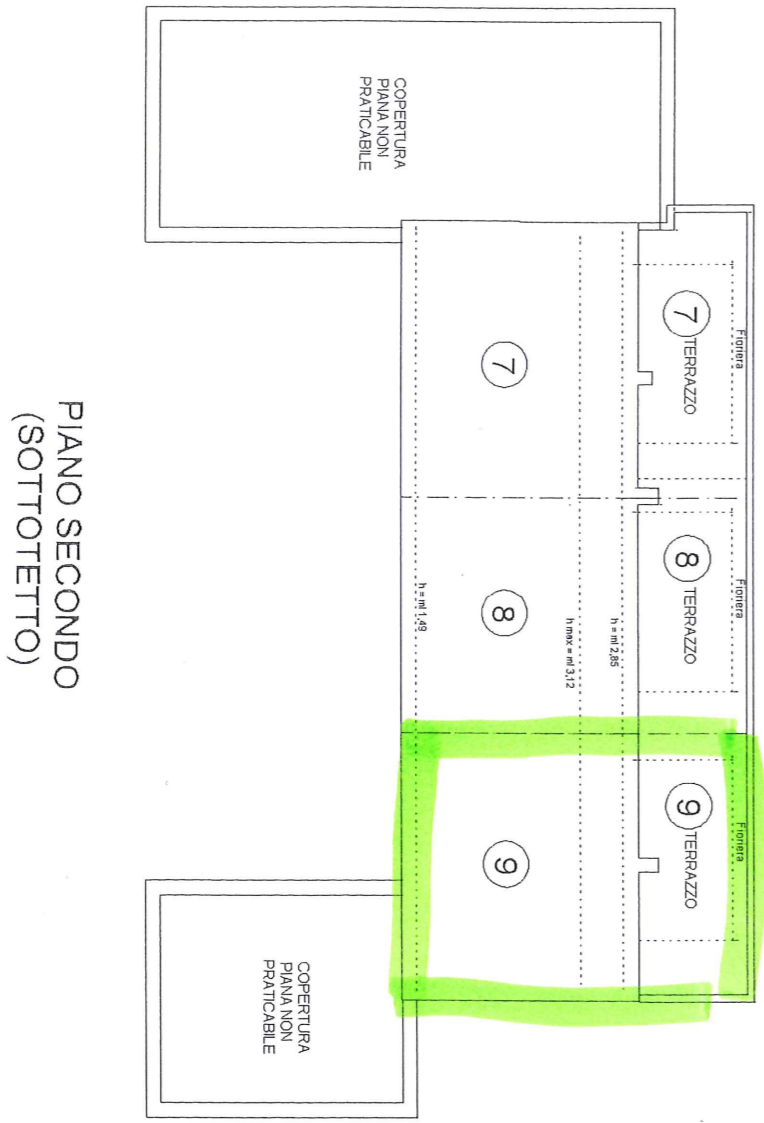 Fioriera
Fioriera
Fioriera
7 TERRAZZO
8 TERRAZZO
9 TERRAZZO
h = ml 2,85
h max = ml 3,12
7
8
9
h = ml 1,49
COPERTURA
PIANA NON
PRATICABILE
COPERTURA
PIANA NON
PRATICABILE
PIANO SECONDO
(SOTTOTETTO)